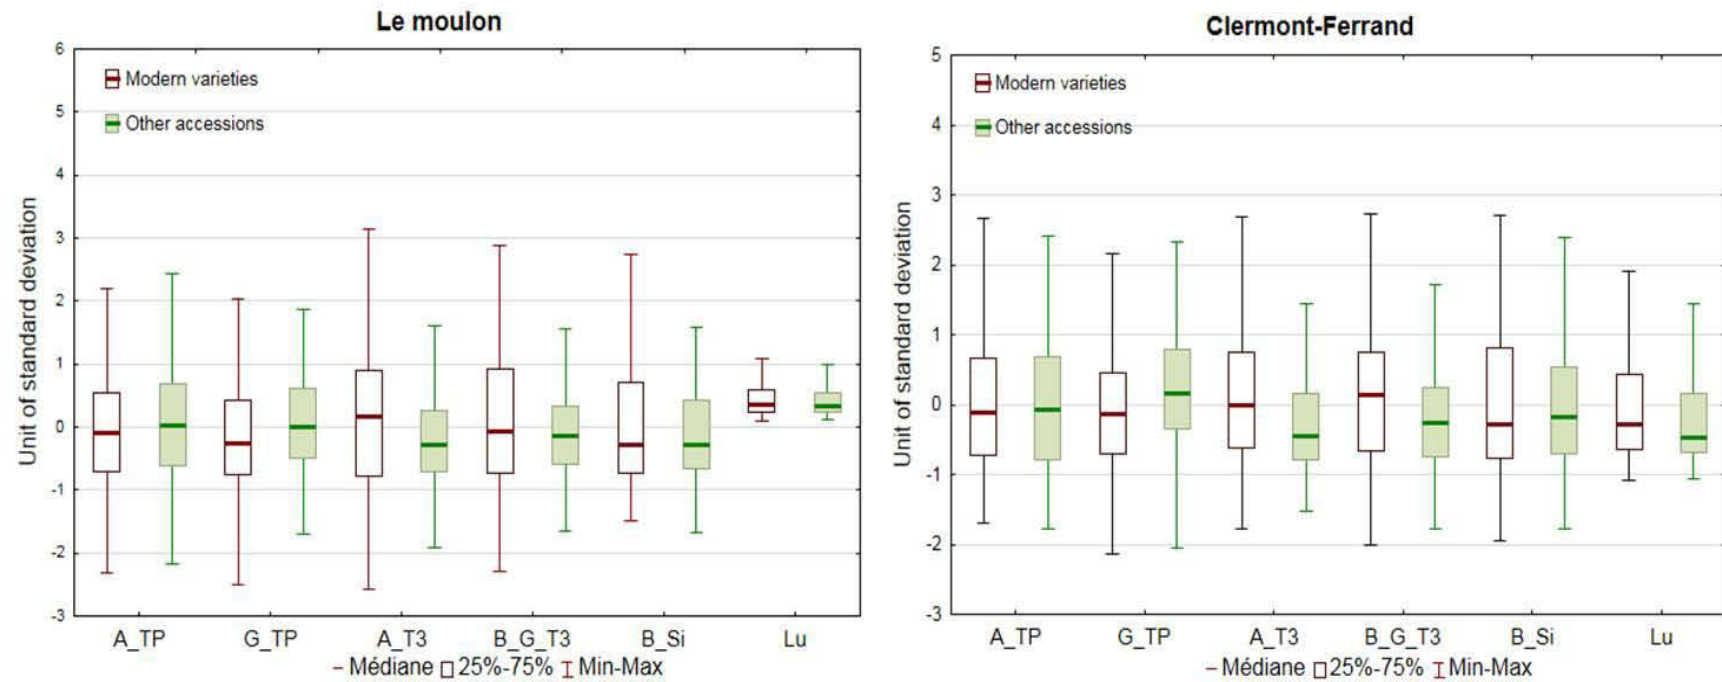 Le moulon
Unit of standard deviation
6
5
4
3
2
1
0
-1
-2
-3
Modern varieties
Other accessions
A_TP G_TP A_T3 B_G_T3 B_Si Lu
Médiane 25%-75% Min-Max
Clermont-Ferrand
Unit of standard deviation
5
4
3
2
1
0
-1
-2
-3
Modern varieties
Other accessions
A_TP G_TP A_T3 B_G_T3 B_Si Lu
Médiane 25%-75% Min-Max